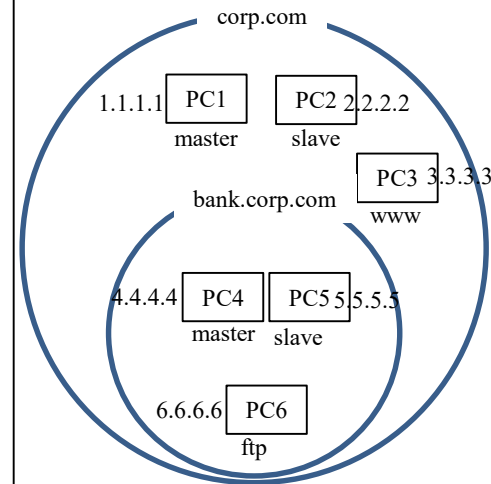 corp.com
1.1.1.1 PC1 PC2 2.2.2.2
master slave
PC3 3.3.3.3
www
bank.corp.com
4.4.4.4 PC4 PC5 5.5.5.5
master slave
6.6.6.6 PC6
ftp